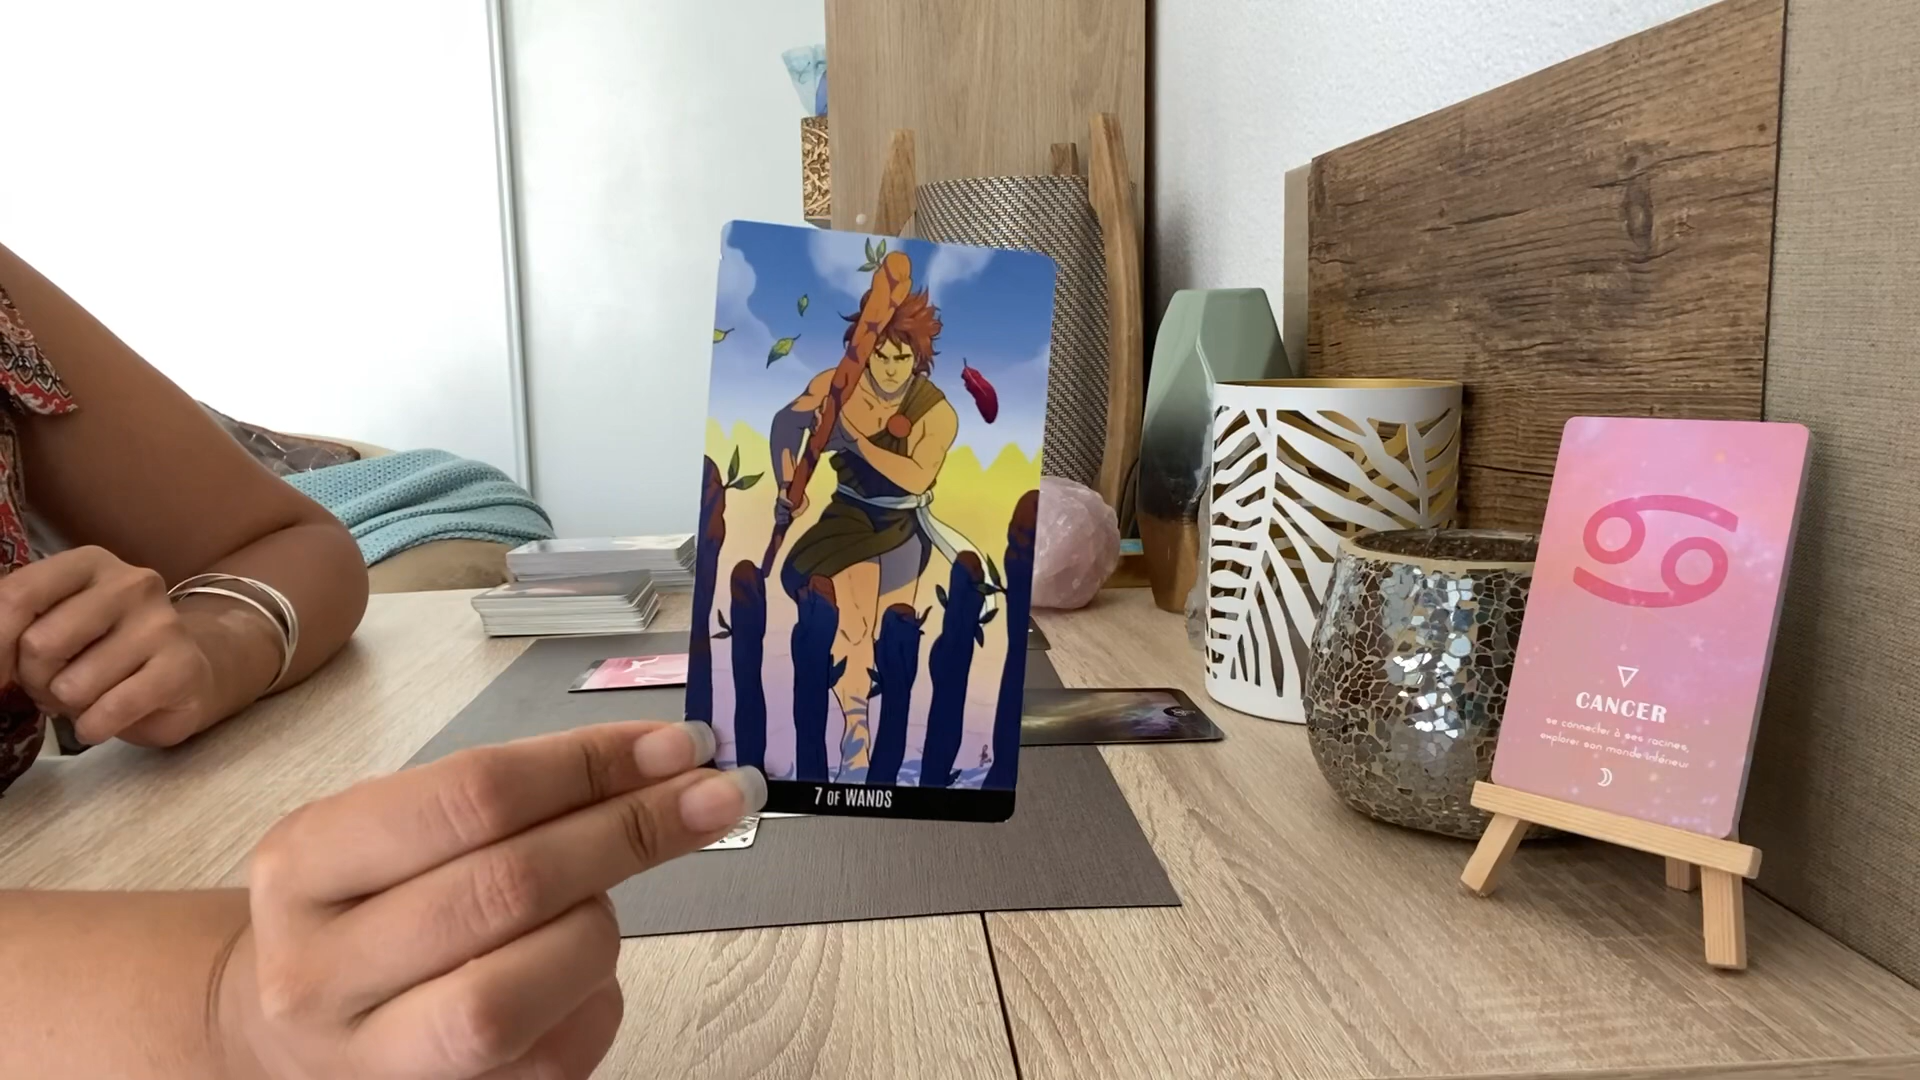 7 OF WANDS
CANCER
se connecter à ses racines,
explorer son monde intérieur